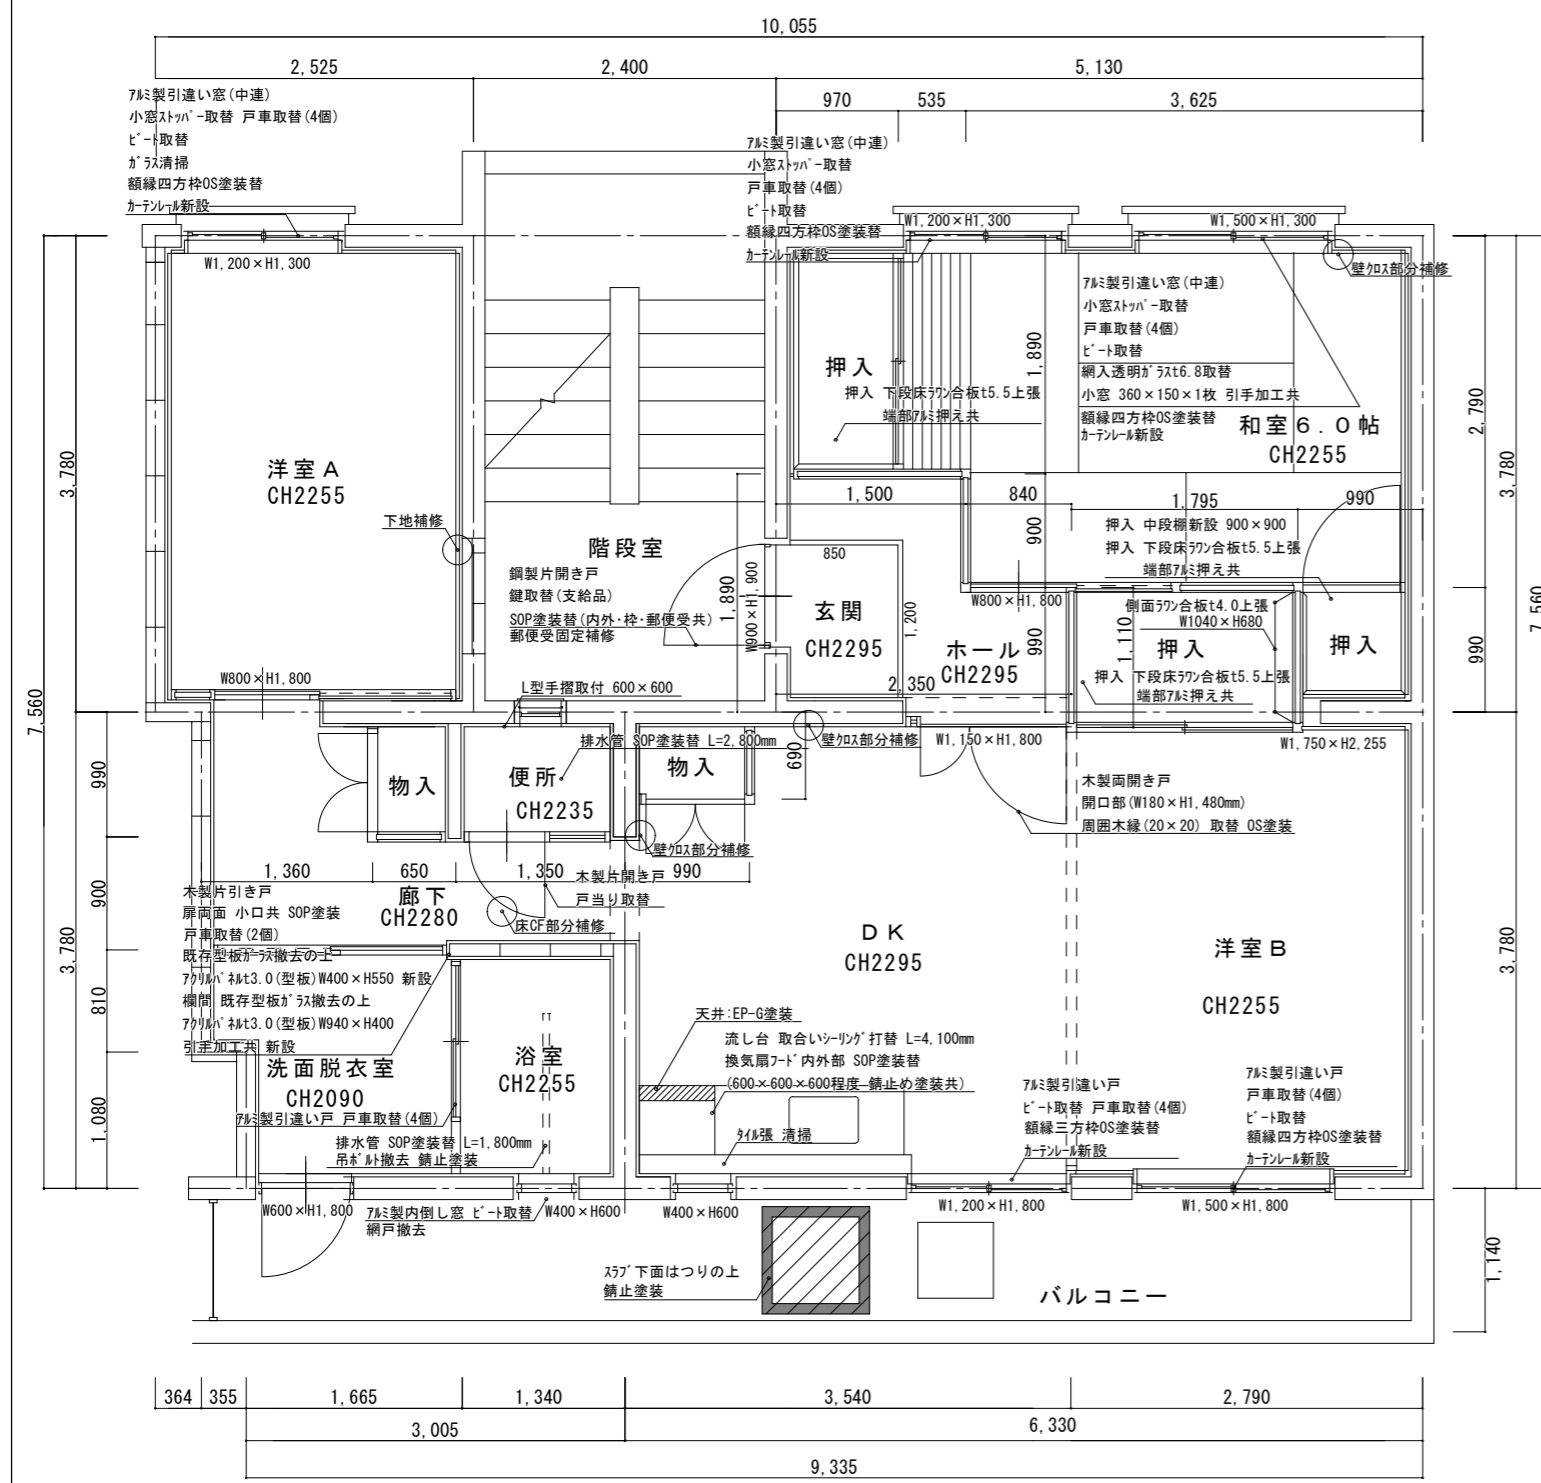 10,055
2,525
2,400
5,130
970
535
3,625
ｱﾙﾐ製引違い窓(中連)
小窓ｽﾄｯﾊﾟｰ取替 戸車取替(4個)
ﾋﾞｰﾄ取替
ｶﾞﾗｽ清掃
額縁四方枠OS塗装替
ｶｰﾃﾝﾚｰﾙ新設
ｱﾙﾐ製引違い窓(中連)
小窓ｽﾄｯﾊﾟｰ取替
戸車取替(4個)
ﾋﾞｰﾄ取替
額縁四方枠OS塗装替
ｶｰﾃﾝﾚｰﾙ新設
W1,200×H1,300
W1,500×H1,300
W1,200×H1,300
壁ｸﾛｽ部分補修
ｱﾙﾐ製引違い窓(中連)
小窓ｽﾄｯﾊﾟｰ取替
戸車取替(4個)
ﾋﾞｰﾄ取替
網入透明ｶﾞﾗｽt6.8取替
小窓 360×150×1枚 引手加工共
額縁四方枠OS塗装替
ｶｰﾃﾝﾚｰﾙ新設
和室6.0帖
CH2255
押入
押入 下段床ﾗﾜﾝ合板t5.5上張
端部ｱﾙﾐ押え共
1,890
2,790
3,780
7,560
3,780
7,560
洋室A
CH2255
下地補修
階段室
鋼製片開き戸
鍵取替(支給品)
SOP塗装替(内外・枠・郵便受共)
郵便受固定補修
1,890
W900×H1,900
1,500
840
1,795
990
900
850
玄関
CH2295
1,200
ホール
CH2295
990
2,350
W800×H1,800
押入 中段棚新設 900×900
押入 下段床ﾗﾜﾝ合板t5.5上張
端部ｱﾙﾐ押え共
側面ﾗﾜﾝ合板t4.0上張
W1040×H680
1,110
押入
押入
押入 下段床ﾗﾜﾝ合板t5.5上張
端部ｱﾙﾐ押え共
990
W800×H1,800
L型手摺取付 600×600
排水管 SOP塗装替 L=2,800mm
壁ｸﾛｽ部分補修
W1,150×H1,800
W1,750×H2,255
690
物入
便所
CH2235
物入
木製両開き戸
開口部(W180×H1,480mm)
周囲木縁(20×20) 取替 OS塗装
壁ｸﾛｽ部分補修
990
900
810
1,080
3,780
1,360
650
1,350
990
木製片開き戸
戸当り取替
廊下
CH2280
床CF部分補修
木製片引き戸
扉両面 小口共 SOP塗装
戸車取替(2個)
既存型板ｶﾞﾗｽ撤去の上
ｱｸﾘﾙﾊﾟﾈﾙt3.0(型板)W400×H550 新設
欄間 既存型板ｶﾞﾗｽ撤去の上
ｱｸﾘﾙﾊﾟﾈﾙt3.0(型板)W940×H400
引手加工共 新設
DK
CH2295
洋室B
CH2255
3,780
天井:EP-G塗装
流し台 取合いｼｰﾘﾝｸﾞ打替 L=4,100mm
換気扇ﾌｰﾄﾞ内外部 SOP塗装替
(600×600×600程度 錆止め塗装共)
洗面脱衣室
CH2090
浴室
CH2255
ｱﾙﾐ製引違い戸 戸車取替(4個)
排水管 SOP塗装替 L=1,800mm
吊ﾎﾞﾙﾄ撤去 錆止塗装
ﾀｲﾙ張 清掃
ｱﾙﾐ製引違い戸
ﾋﾞｰﾄ取替 戸車取替(4個)
額縁三方枠OS塗装替
ｶｰﾃﾝﾚｰﾙ新設
ｱﾙﾐ製引違い戸
戸車取替(4個)
ﾋﾞｰﾄ取替
額縁四方枠OS塗装替
ｶｰﾃﾝﾚｰﾙ新設
W600×H1,800
ｱﾙﾐ製内倒し窓 ﾋﾞｰﾄ取替
網戸撤去
W400×H600
W400×H600
W1,200×H1,800
W1,500×H1,800
ｽﾗﾌﾞ下面はつりの上
錆止塗装
バルコニー
1,140
364
355
1,665
1,340
3,540
2,790
3,005
6,330
9,335